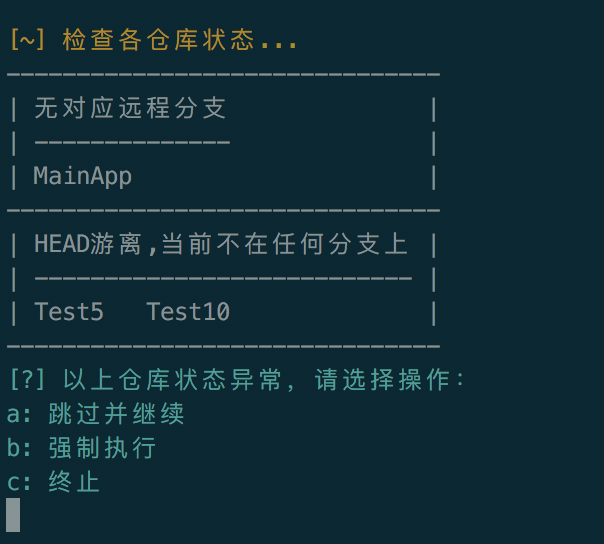 [~] 检查各仓库状态...
-------------------------------
| 无对应远程分支 |
| -------------- |
| MainApp |
-------------------------------
| HEAD游离,当前不在任何分支上 |
| --------------------------- |
| Test5 Test10 |
-------------------------------
[?] 以上仓库状态异常，请选择操作：
a: 跳过并继续
b: 强制执行
c: 终止